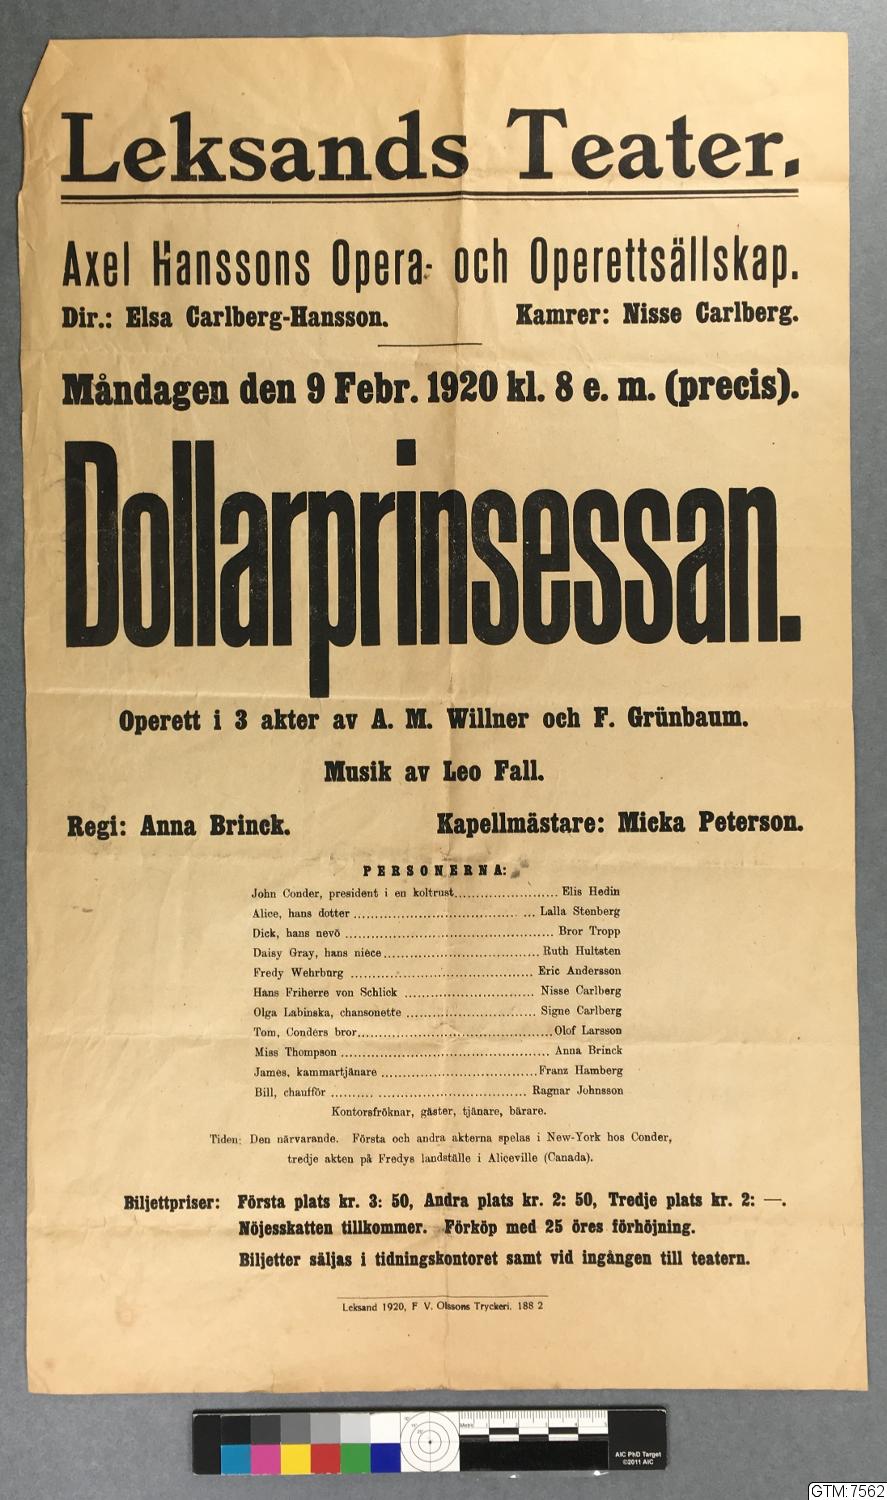 Leksands Teater.
Axel Hanssons Opera- och Operettsällskap.
Dir.: Elsa Carlberg-Hansson. Kamrer: Nisse Carlberg.
Måndagen den 9 Febr. 1920 kl. 8 e. m. (precis).
Dollarprinsessan.
Operett i 3 akter av A. M. Willner och F. Grünbaum.
Musik av Leo Fall.
Regi: Anna Brinck. Kapellmästare: Micka Peterson.
PERSONERNA:
John Conder, president i en koltrust........................ Elis Hedin
Alice, hans dotter ........................................ ... Lalla Stenberg
Dick, hans nevö ..................................................... Bror Tropp
Daisy Gray, hans nièce....................................... Ruth Hultsten
Fredy Wehrburg .............................................. Eric Andersson
Hans Friherre von Schlick ................................. Nisse Carlberg
Olga Labinska, chansonette ................................. Signe Carlberg
Tom, Conders bror.................................................Olof Larsson
Miss Thompson ..................................................... Anna Brinck
James, kammartjänare .......................................Franz Hamberg
Bill, chaufför ........... ..................................... Ragnar Johnsson
Kontorsfröknar, gäster, tjänare, bärare.
Tiden: Den närvarande. Första och andra akterna spelas i New-York hos Conder,
tredje akten på Fredys landställe i Aliceville (Canada).
Biljettpriser: Första plats kr. 3: 50, Andra plats kr. 2: 50, Tredje plats kr. 2: —.
Nöjesskatten tillkommer. Förköp med 25 öres förhöjning.
Biljetter säljas i tidningskontoret samt vid ingången till teatern.
Leksand 1920, F V. Olssons Tryckeri. 188 2
AIC PhD Target
©2011 AIC
GTM:7562